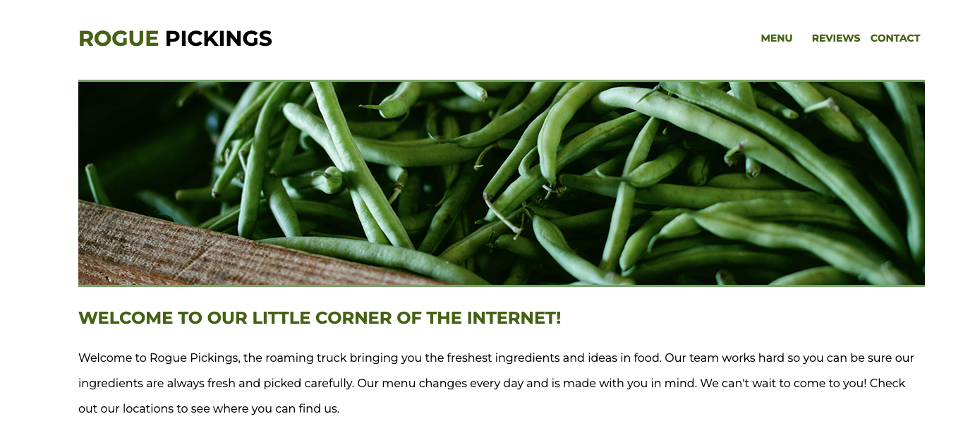 ROGUE PICKINGS
MENU REVIEWS CONTACT
WELCOME TO OUR LITTLE CORNER OF THE INTERNET!
Welcome to Rogue Pickings, the roaming truck bringing you the freshest ingredients and ideas in food. Our team works hard so you can be sure our
ingredients are always fresh and picked carefully. Our menu changes every day and is made with you in mind. We can't wait to come to you! Check
out our locations to see where you can find us.